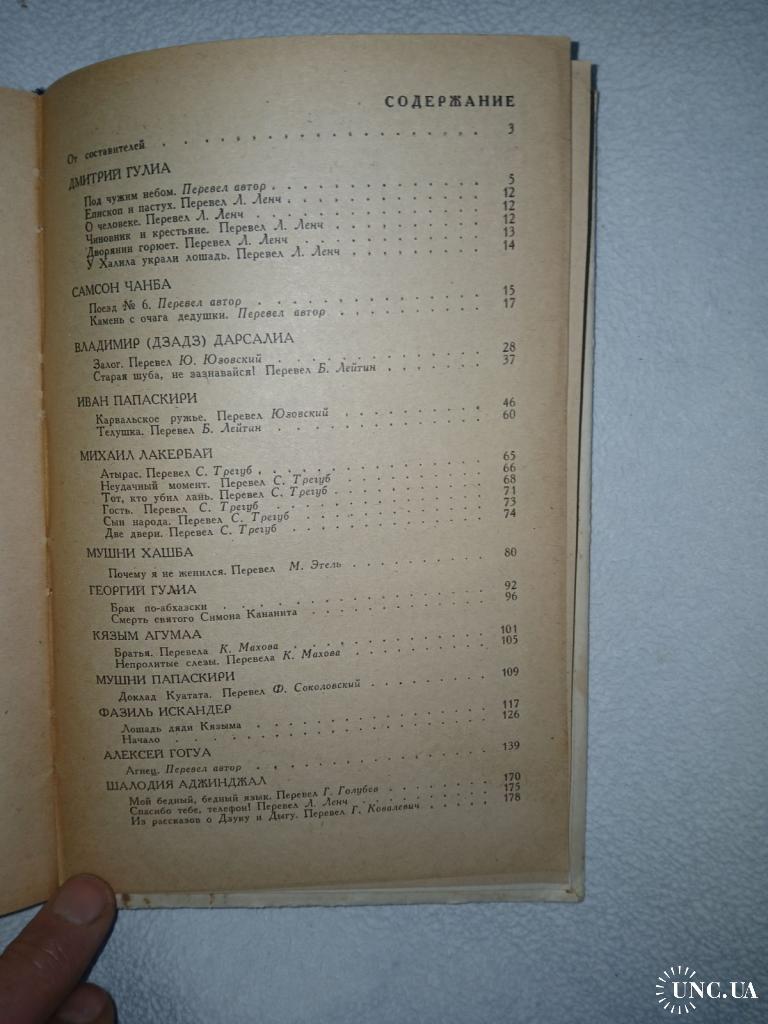 СОДЕРЖАНИЕ
От составителей . . . . . . . . . . . . . . . . 3
ДМИТРИЙ ГУЛИА
Под чужим небом. Перевел автор . . . . . . . . . . 5
Епископ и пастух. Перевел Л. Ленч . . . . . . . . . 12
О человеке. Перевел Л. Ленч . . . . . . . . . . . 12
Чиновник и крестьяне. Перевел Л. Ленч . . . . . . . 12
Дворянин горюет. Перевел Л. Ленч . . . . . . . . . 13
У Халила украли лошадь. Перевел Л. Ленч . . . . . . 14
САМСОН ЧАНБА
Поезд № 6. Перевел автор . . . . . . . . . . . . 15
Камень с очага дедушки. Перевел автор . . . . . . . 17
ВЛАДИМИР (ДЗАДЗ) ДАРСАЛИА
Залог. Перевел Ю. Юзовский . . . . . . . . . . . 28
Старая шуба, не зазнавайся! Перевел Б. Лейтин . . . . 37
ИВАН ПАПАСКИРИ
Карвальское ружье. Перевел Юзовский . . . . . . . . 46
Телушка. Перевел Б. Лейтин . . . . . . . . . . . 60
МИХАИЛ ЛАКЕРБАЙ
Атырас. Перевел С. Трегуб . . . . . . . . . . . . 65
Неудачный момент. Перевел С. Трегуб . . . . . . . . 66
Тот, кто убил лань. Перевел С. Трегуб . . . . . . . . 68
Гость. Перевел С. Трегуб . . . . . . . . . . . . 71
Сын народа. Перевел С. Трегуб . . . . . . . . . . 73
Две двери. Перевел С. Трегуб . . . . . . . . . . . 74
МУШНИ ХАШБА
Почему я не женился. Перевел М. Этель . . . . . . . 80
ГЕОРГИЙ ГУЛИА
Брак по-абхазски . . . . . . . . . . . . . . . 92
Смерть святого Симона Кананита . . . . . . . . . . 96
КЯЗЫМ АГУМАА
Братья. Перевела К. Махова . . . . . . . . . . . 101
Непролитые слезы. Перевела К. Махова . . . . . . . . 105
МУШНИ ПАПАСКИРИ
Доклад Куатата. Перевел Ф. Соколовский . . . . . . . 109
ФАЗИЛЬ ИСКАНДЕР
Лошадь дяди Кязыма . . . . . . . . . . . . . . 117
Начало . . . . . . . . . . . . . . . . . . . 126
АЛЕКСЕЙ ГОГУА
Агнец. Перевел автор . . . . . . . . . . . . . . 139
ШАЛОДИЯ АДЖИНДЖАЛ
Мой бедный, бедный язык. Перевел Г. Голубев . . . . . 170
Спасибо тебе, телефон! Перевел Л. Ленч . . . . . . . 175
Из рассказов о Дзуку и Дыгу. Перевел Г. Ковалевич . . . 178
UNC.UA